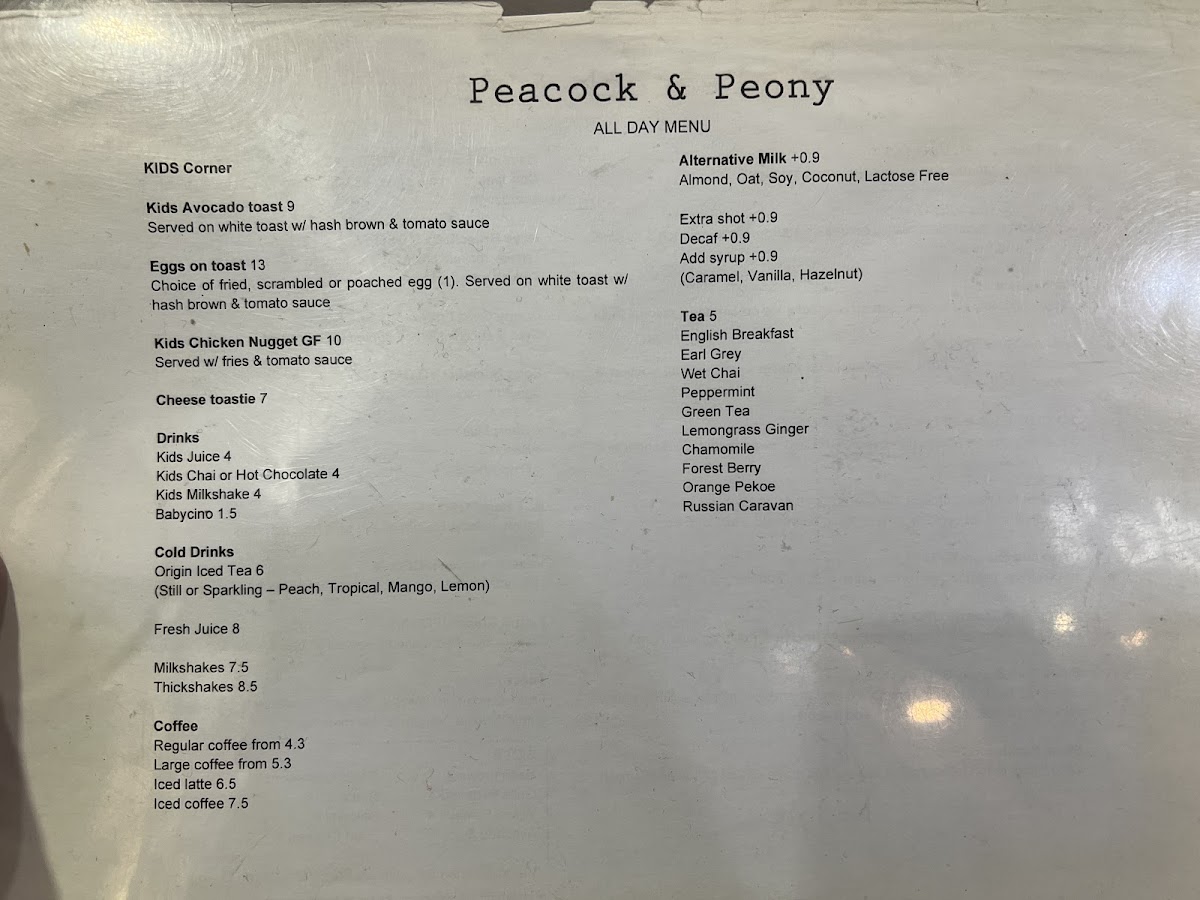 Peacock & Peony
ALL DAY MENU
KIDS Corner
Kids Avocado toast 9
Served on white toast w/ hash brown & tomato sauce
Eggs on toast 13
Choice of fried, scrambled or poached egg (1). Served on white toast w/
hash brown & tomato sauce
Kids Chicken Nugget GF 10
Served w/ fries & tomato sauce
Cheese toastie 7
Drinks
Kids Juice 4
Kids Chai or Hot Chocolate 4
Kids Milkshake 4
Babycino 1.5
Cold Drinks
Origin Iced Tea 6
(Still or Sparkling – Peach, Tropical, Mango, Lemon)
Fresh Juice 8
Milkshakes 7.5
Thickshakes 8.5
Coffee
Regular coffee from 4.3
Large coffee from 5.3
Iced latte 6.5
Iced coffee 7.5
Alternative Milk +0.9
Almond, Oat, Soy, Coconut, Lactose Free
Extra shot +0.9
Decaf +0.9
Add syrup +0.9
(Caramel, Vanilla, Hazelnut)
Tea 5
English Breakfast
Earl Grey
Wet Chai
Peppermint
Green Tea
Lemongrass Ginger
Chamomile
Forest Berry
Orange Pekoe
Russian Caravan